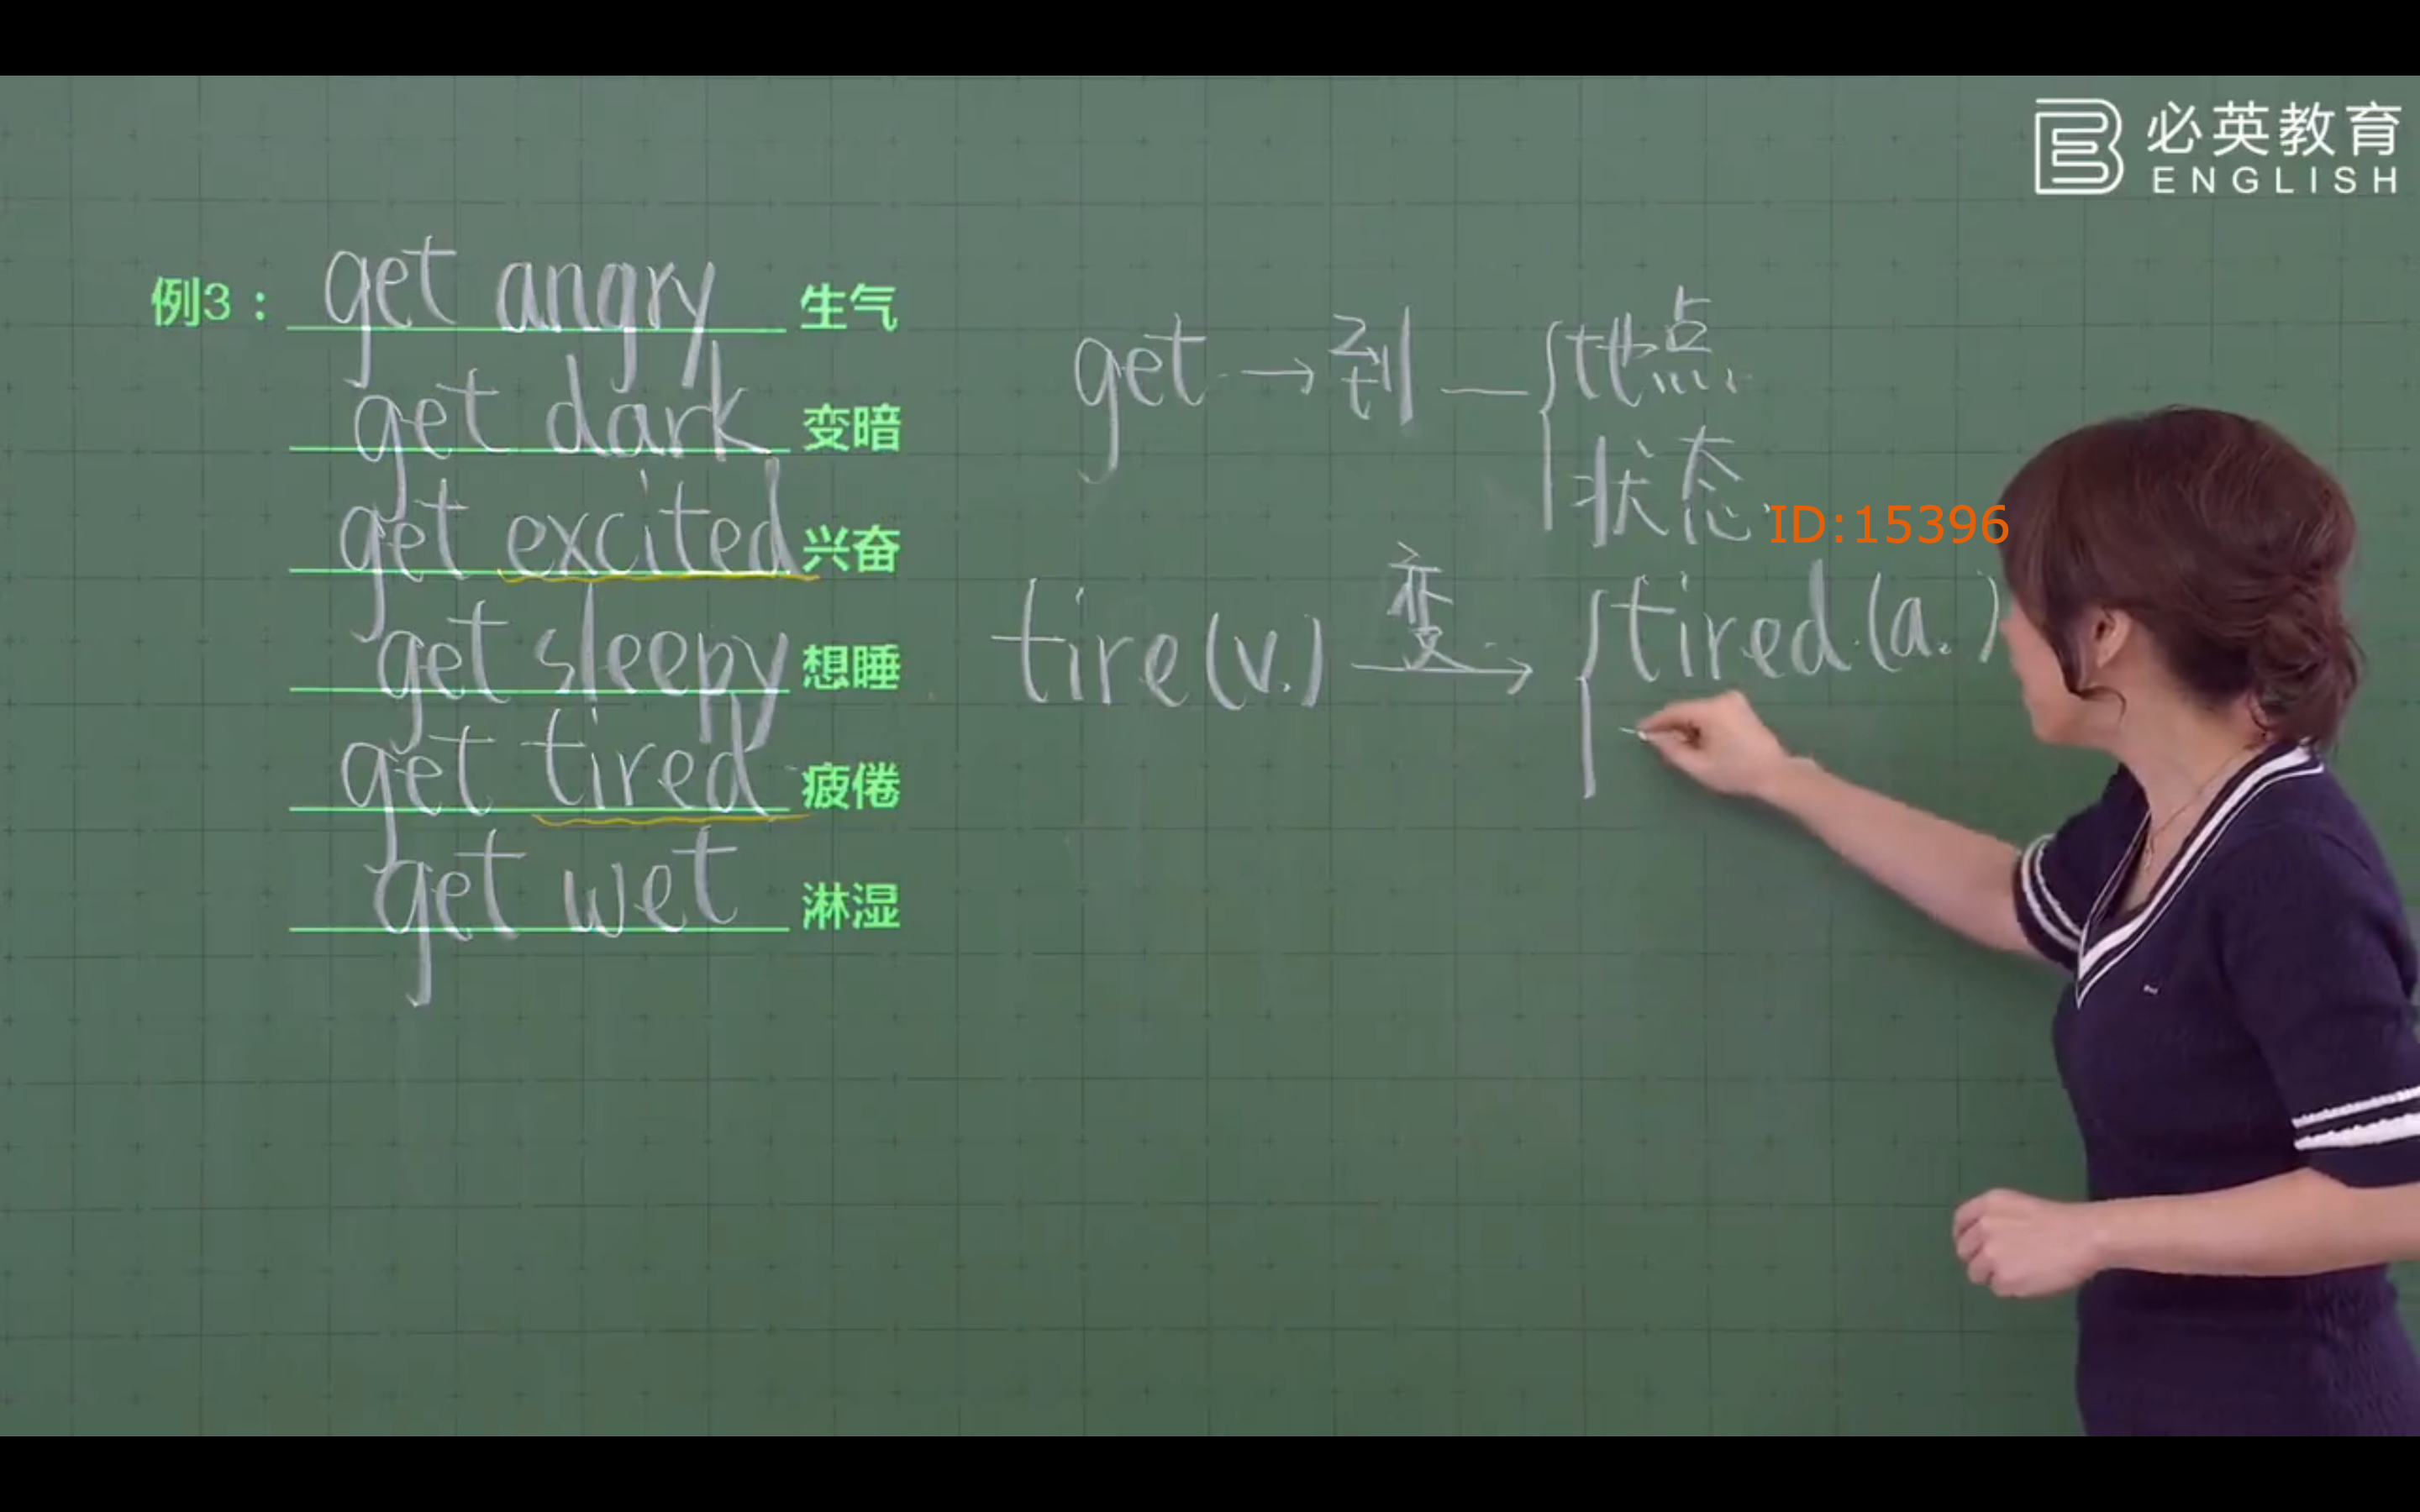 必英教育
ENGLISH
例3： get angry 生气
get dark 变暗
get excited 兴奋
get sleepy 想睡
get tired 疲倦
get wet 淋湿
get → 到 — { 地点
状态
ID:15396
tire (v.) 变 → { tired (a.)